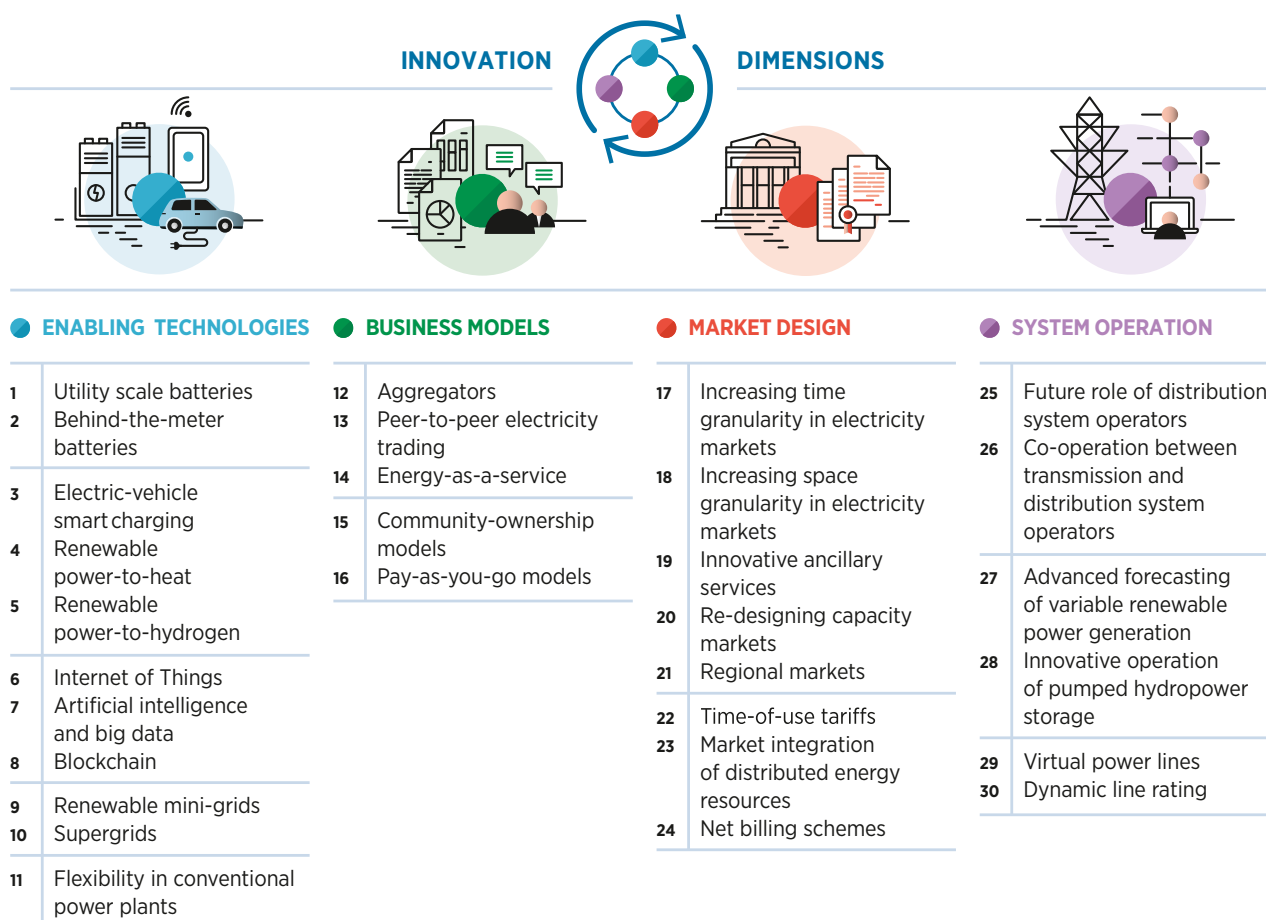 INNOVATION DIMENSIONS
ENABLING TECHNOLOGIES
1 Utility scale batteries
2 Behind-the-meter
batteries
3 Electric-vehicle
smart charging
4 Renewable
power-to-heat
5 Renewable
power-to-hydrogen
6 Internet of Things
7 Artificial intelligence
and big data
8 Blockchain
9 Renewable mini-grids
10 Supergrids
11 Flexibility in conventional
power plants
BUSINESS MODELS
12 Aggregators
13 Peer-to-peer electricity
trading
14 Energy-as-a-service
15 Community-ownership
models
16 Pay-as-you-go models
MARKET DESIGN
17 Increasing time
granularity in electricity
markets
18 Increasing space
granularity in electricity
markets
19 Innovative ancillary
services
20 Re-designing capacity
markets
21 Regional markets
22 Time-of-use tariffs
23 Market integration
of distributed energy
resources
24 Net billing schemes
SYSTEM OPERATION
25 Future role of distribution
system operators
26 Co-operation between
transmission and
distribution system
operators
27 Advanced forecasting
of variable renewable
power generation
28 Innovative operation
of pumped hydropower
storage
29 Virtual power lines
30 Dynamic line rating